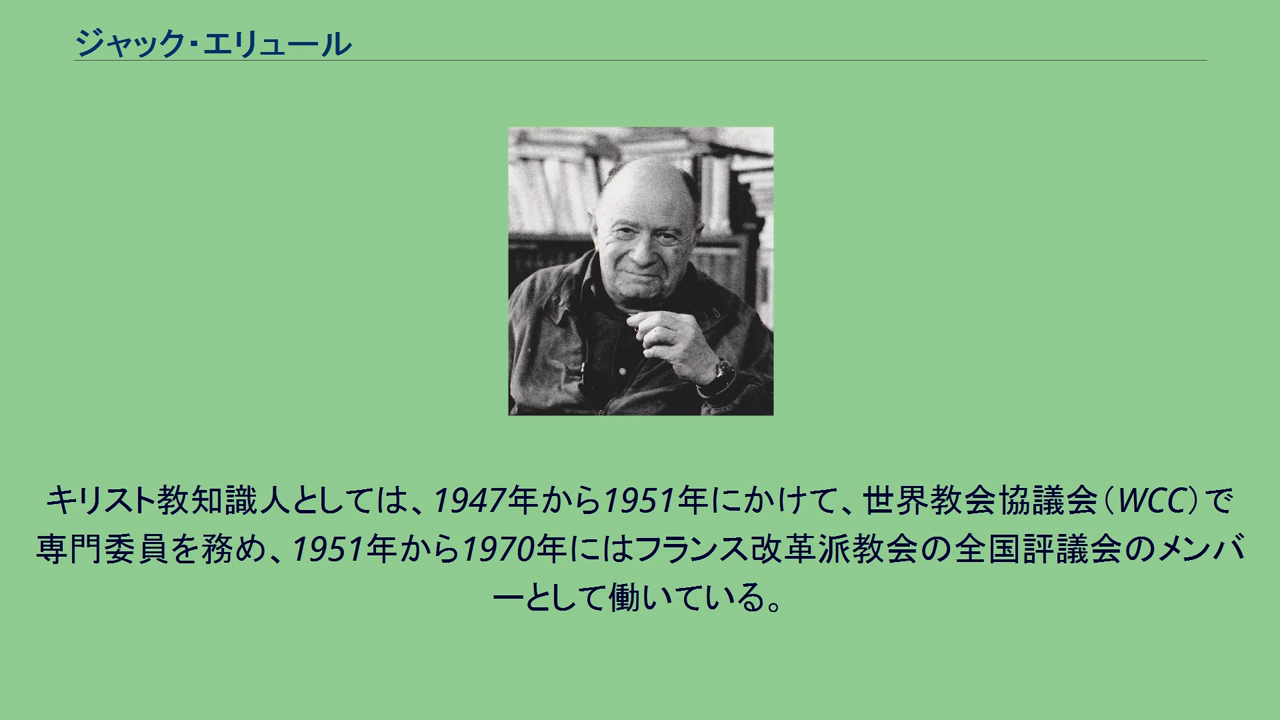 ジャック・エリュール
キリスト教知識人としては、1947年から1951年にかけて、世界教会協議会（WCC）で
専門委員を務め、1951年から1970年にはフランス改革派教会の全国評議会のメンバ
ーとして働いている。